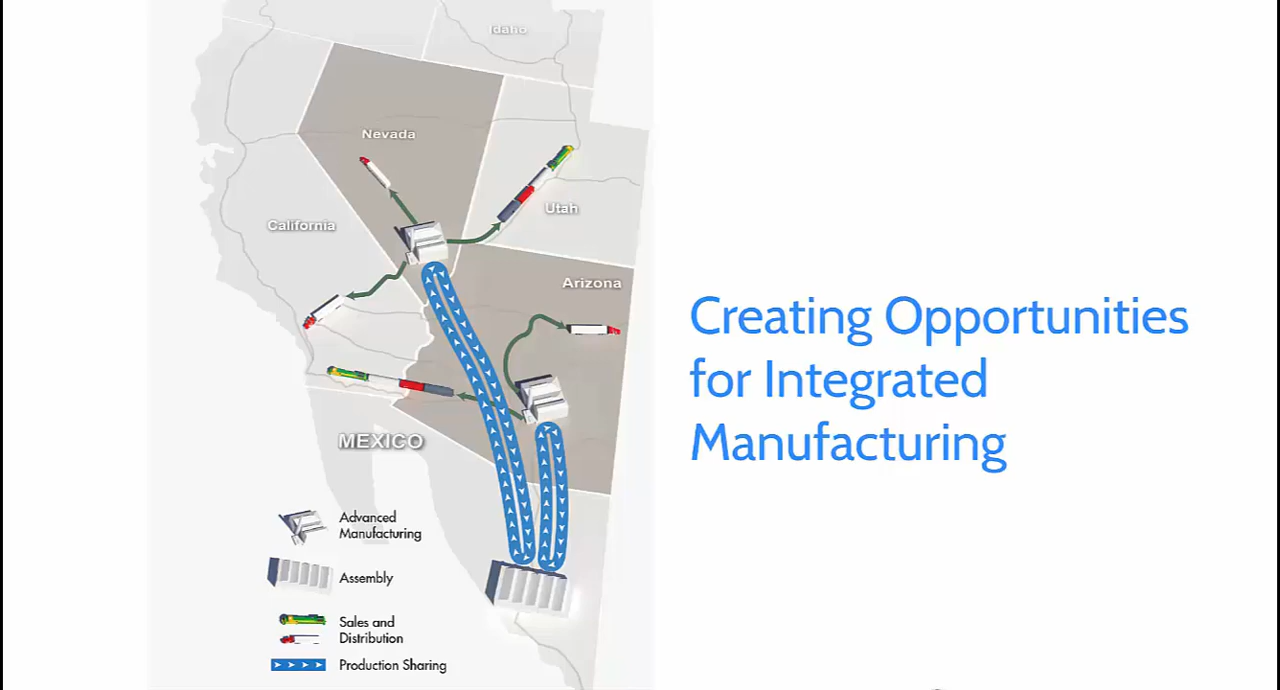 Idaho
Nevada
Utah
California
Arizona
Creating Opportunities
for Integrated
Manufacturing
MEXICO
Advanced
Manufacturing
Assembly
Sales and
Distribution
Production Sharing